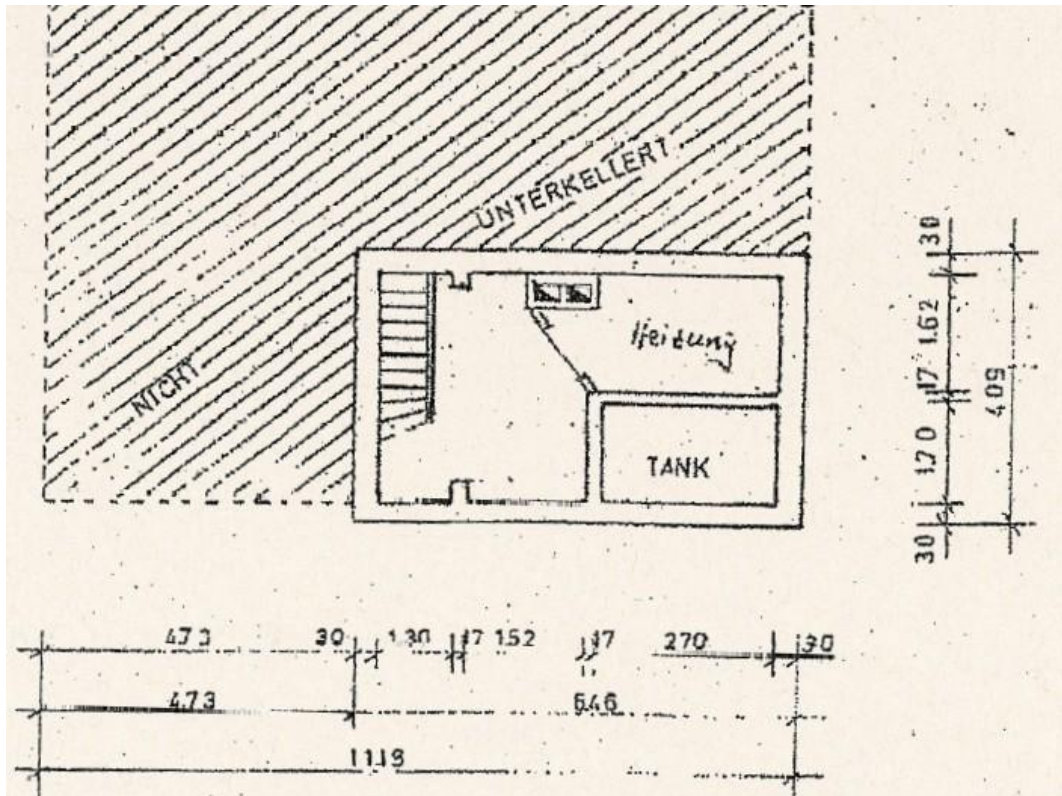 UNTERKELLERT
NICHT
Heizung
TANK
30
1.62
17
1.70
30
4.09
4.73 30 1.30 17 1.52 17 2.70 30
4.73 6.46
11.19